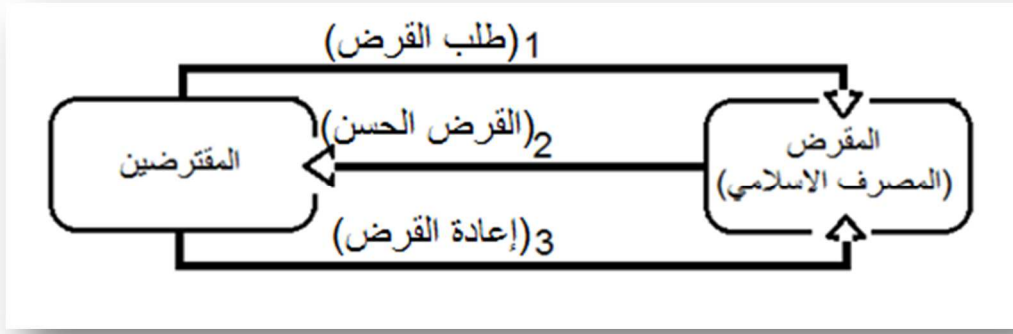 1(طلب القرض)
2(القرض الحسن)
المقرض
(المصرف الاسلامي)
المقترضين
3(إعادة القرض)